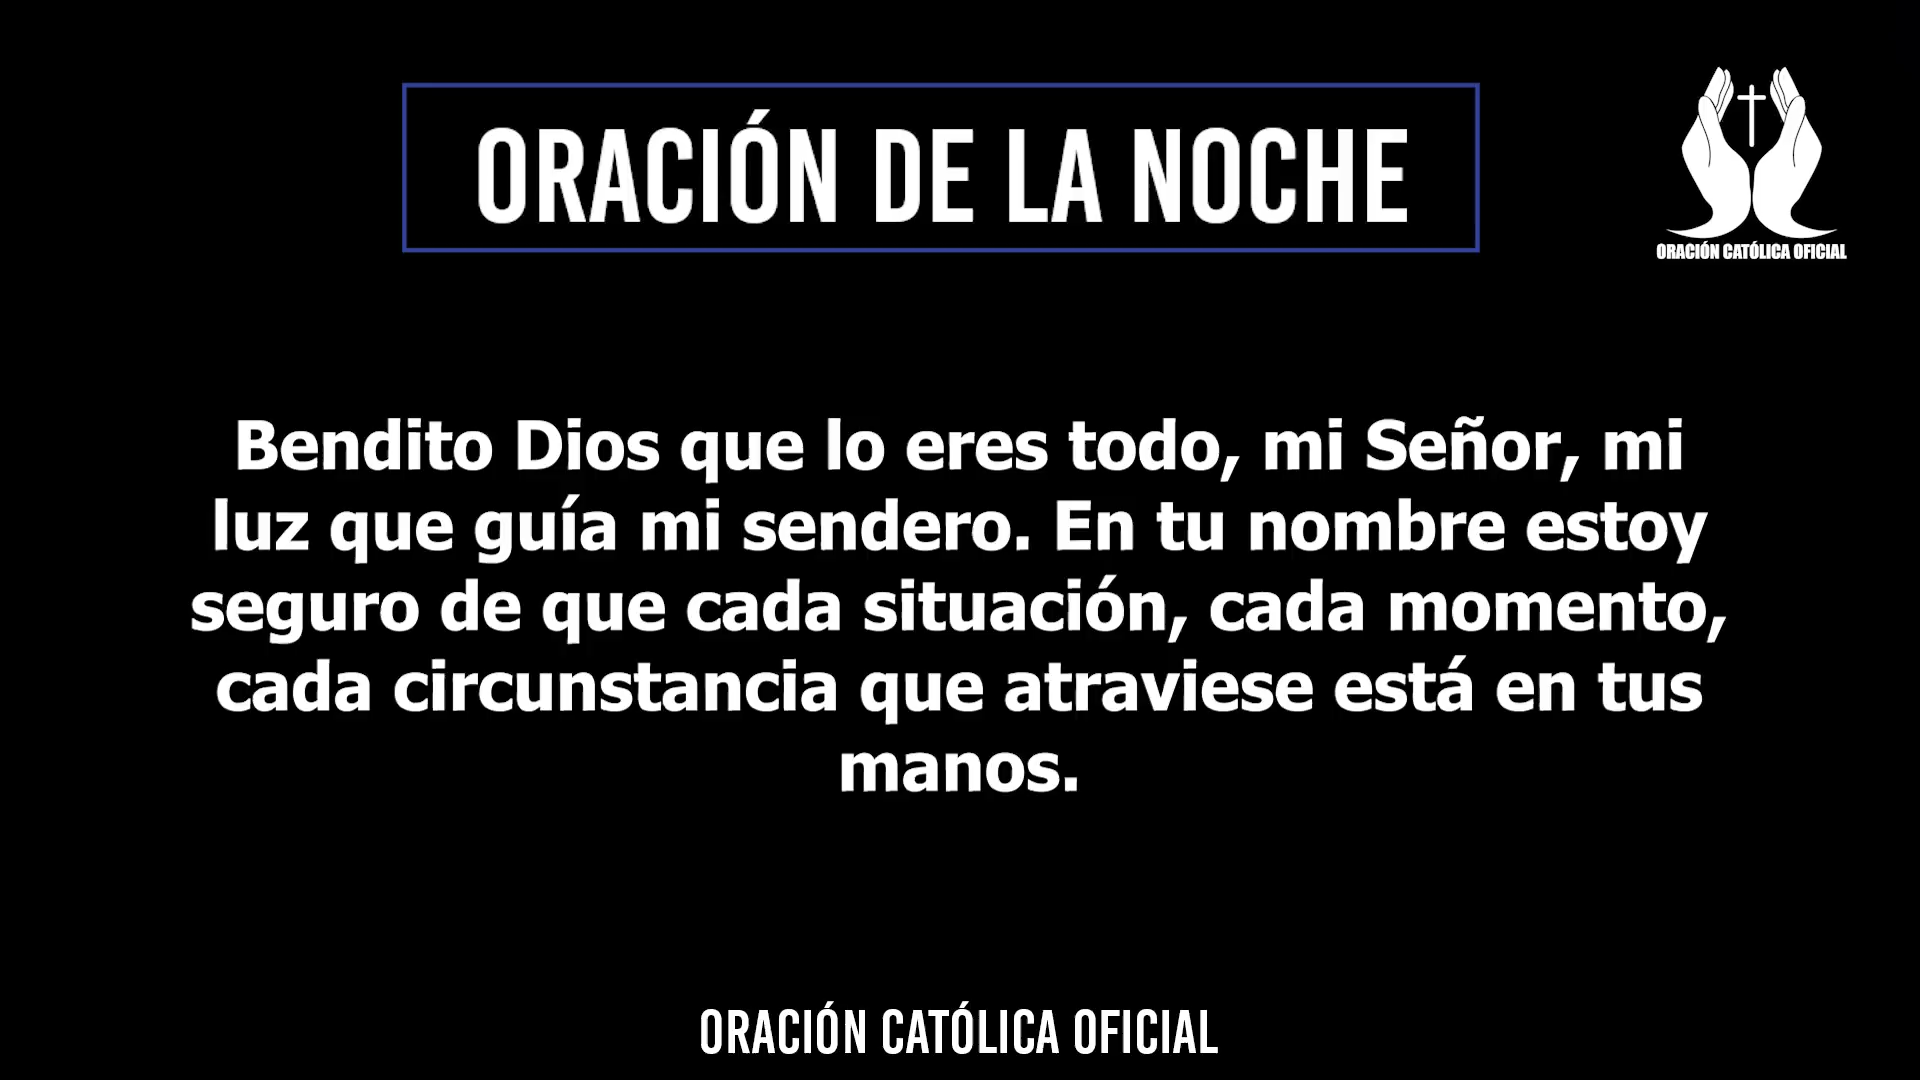 ORACIÓN DE LA NOCHE
ORACIÓN CATÓLICA OFICIAL
Bendito Dios que lo eres todo, mi Señor, mi
luz que guía mi sendero. En tu nombre estoy
seguro de que cada situación, cada momento,
cada circunstancia que atraviese está en tus
manos.
ORACIÓN CATÓLICA OFICIAL